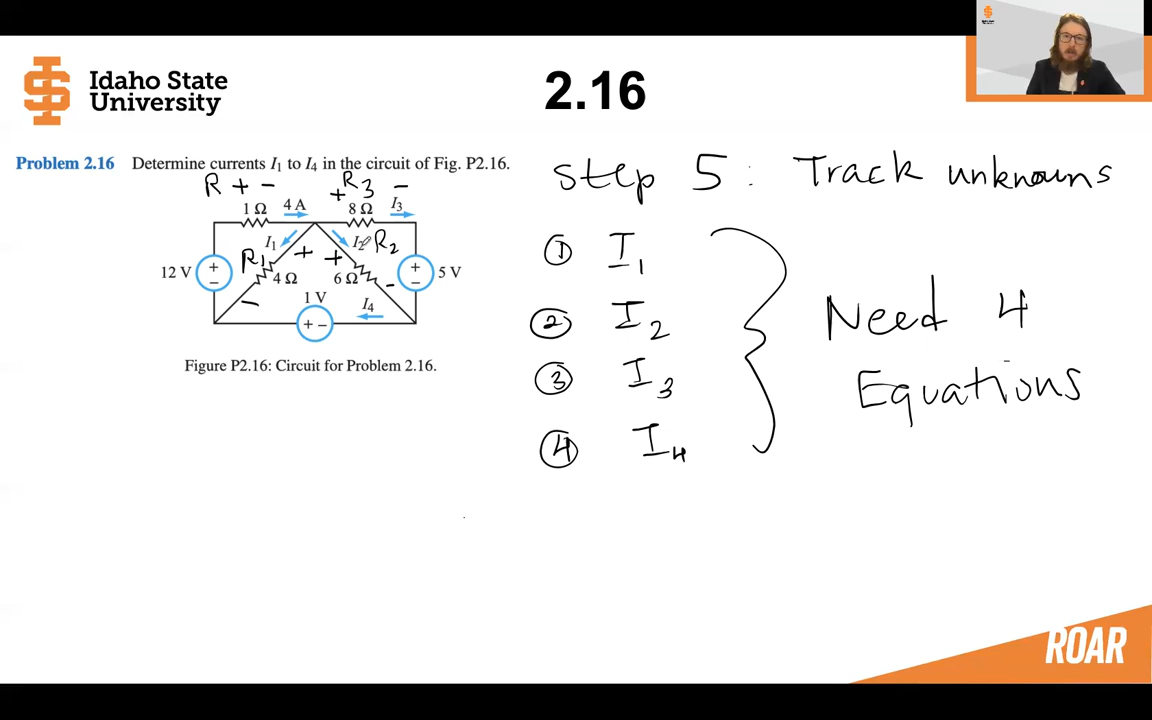 Idaho State
University
2.16
Problem 2.16 Determine currents I₁ to I₄ in the circuit of Fig. P2.16.
R + - + R3 -
1 Ω 4 A 8 Ω I₃
I₁ I₂ R2
R1 + +
12 V + - 4 Ω 6 Ω - + - 5 V
- 1 V I₄
+ -
Figure P2.16: Circuit for Problem 2.16.
Step 5: Track unknowns
① I₁
② I₂
③ I₃
④ I₄
Need 4
Equations
ROAR